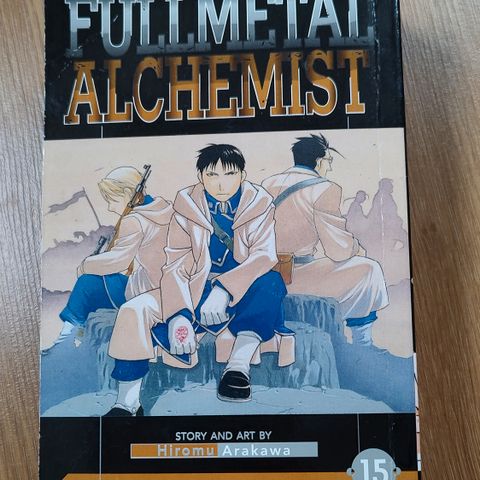 FULLMETAL
ALCHEMIST
STORY AND ART BY
Hiromu Arakawa
15